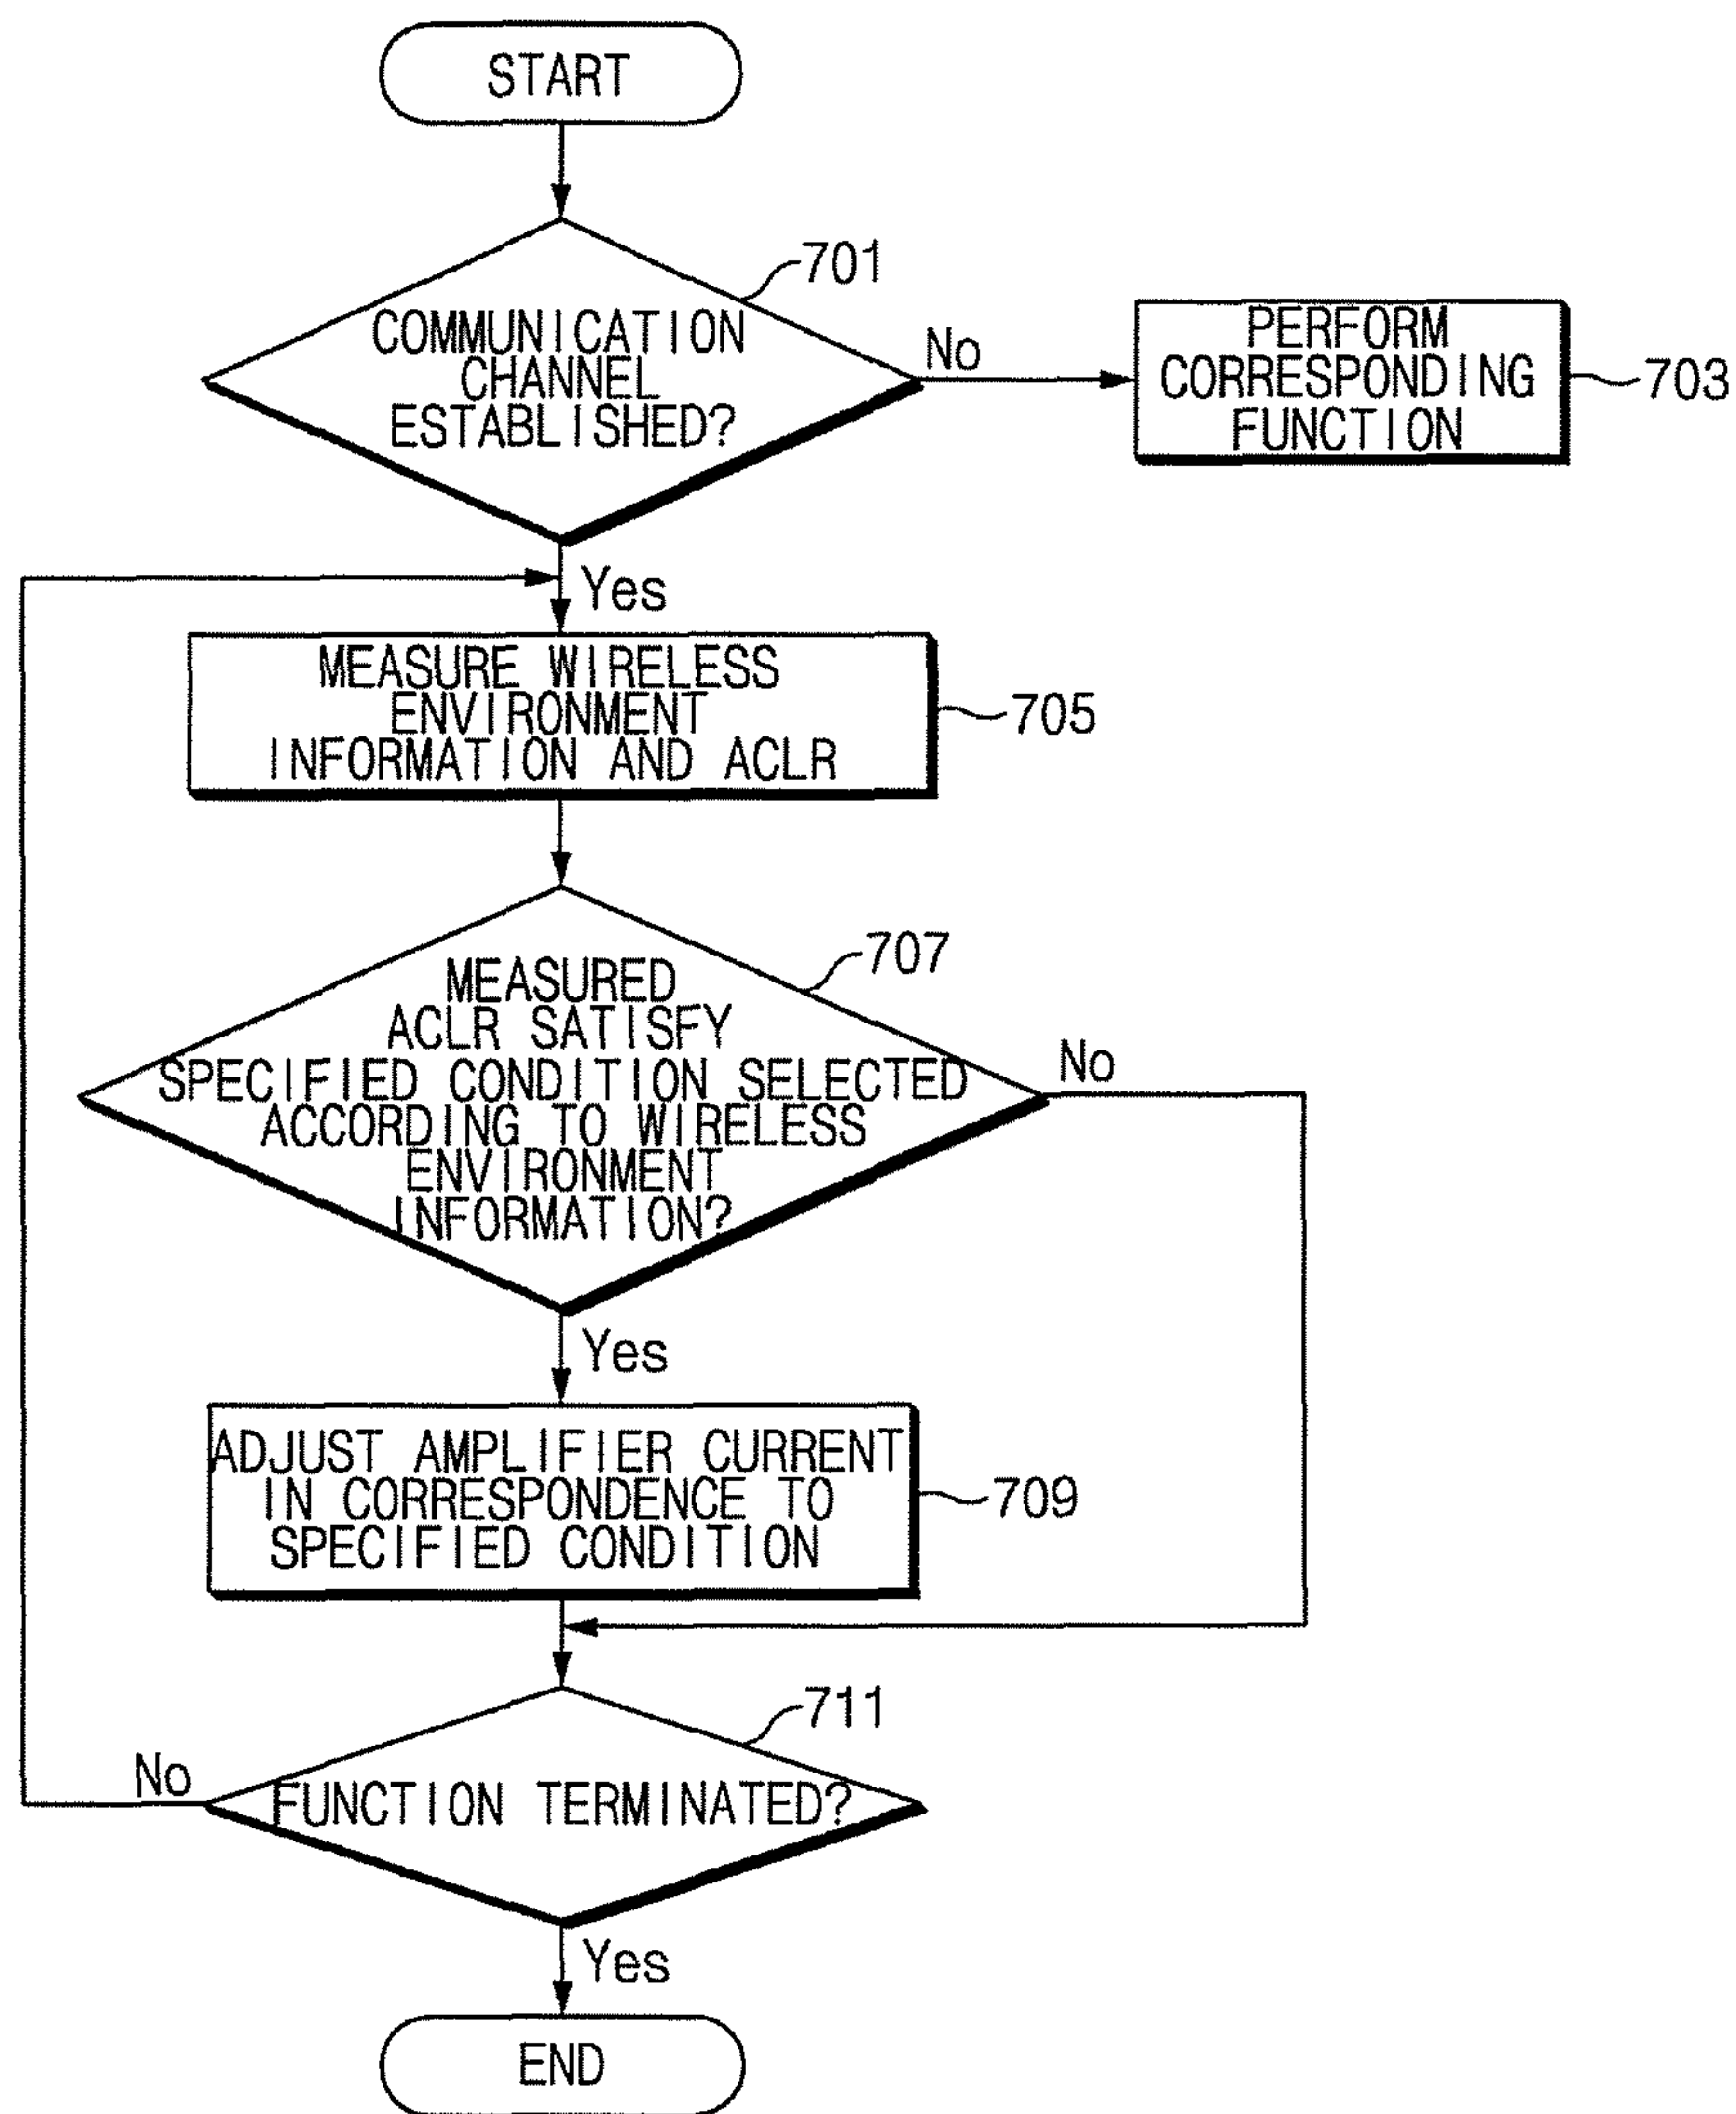 START
701
COMMUNICATION
CHANNEL
ESTABLISHED?
No
PERFORM
CORRESPONDING
FUNCTION
703
Yes
MEASURE WIRELESS
ENVIRONMENT
INFORMATION AND ACLR
705
707
MEASURED
ACLR SATISFY
SPECIFIED CONDITION SELECTED
ACCORDING TO WIRELESS
ENVIRONMENT
INFORMATION?
No
Yes
ADJUST AMPLIFIER CURRENT
IN CORRESPONDENCE TO
SPECIFIED CONDITION
709
711
No
FUNCTION TERMINATED?
Yes
END